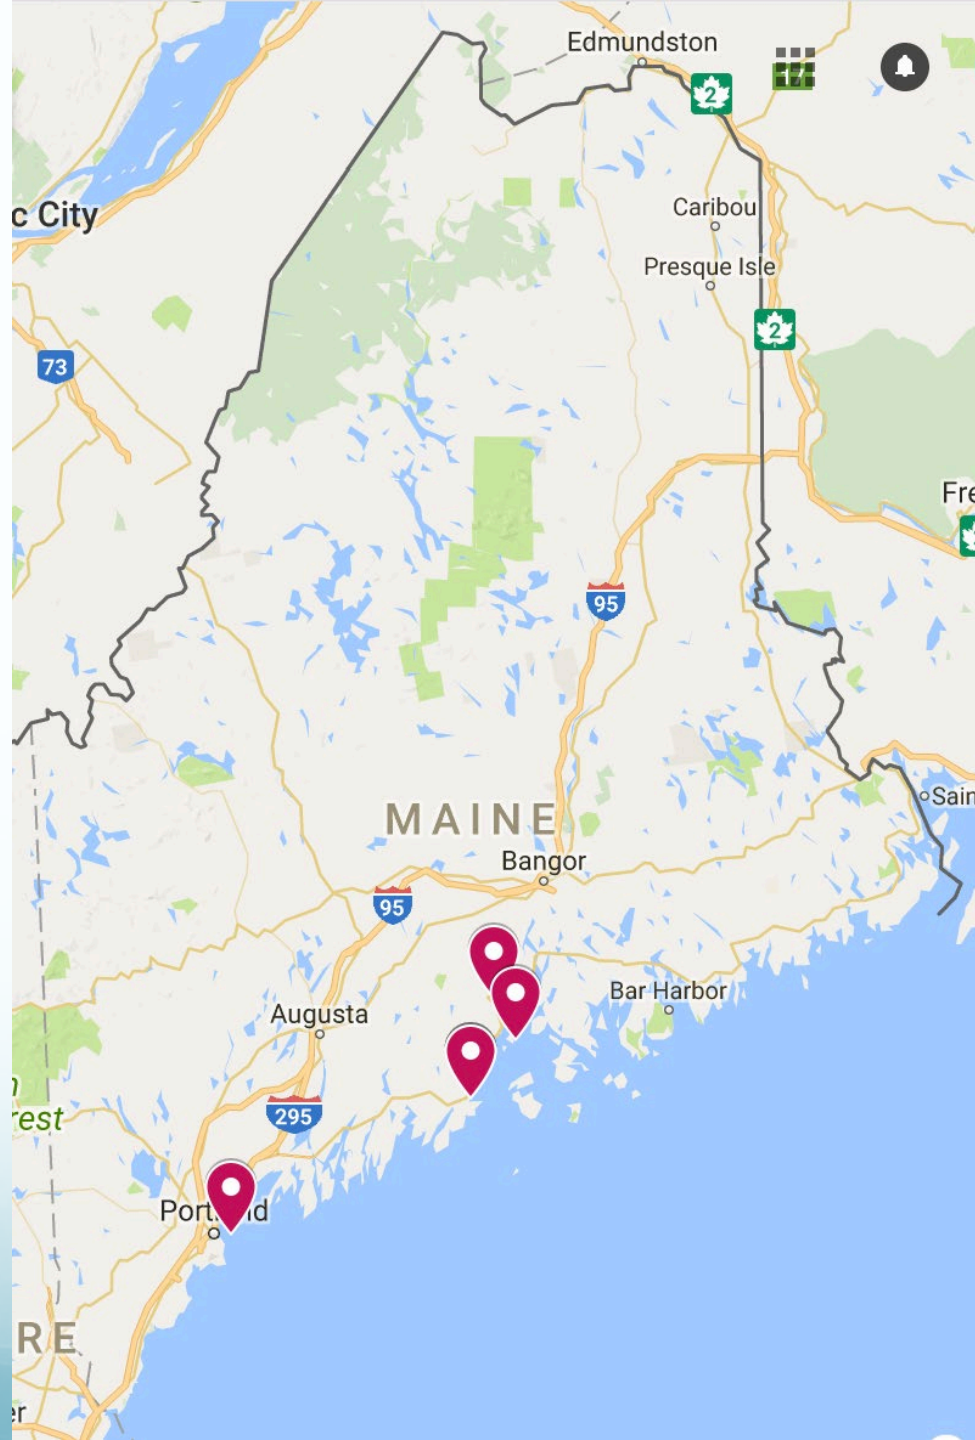 Edmundston
2
c City
Caribou
Presque Isle
2
73
Fre
95
MAINE
Sain
Bangor
95
Bar Harbor
Augusta
rest
295
Portland
RE
er